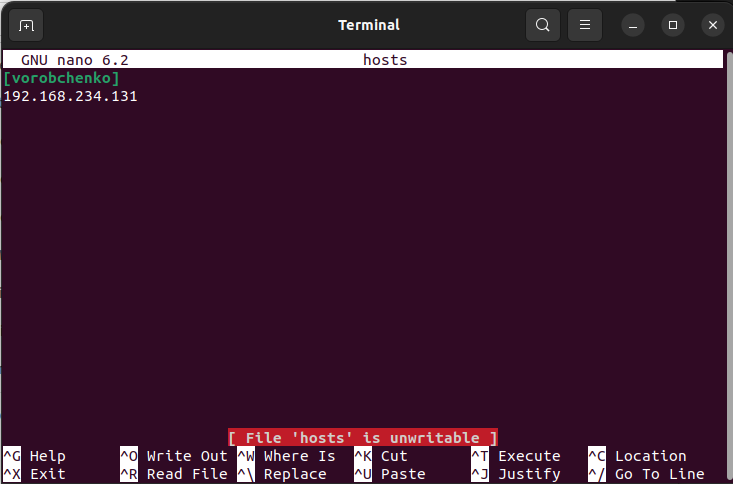 Terminal
GNU nano 6.2 hosts
[vorobchenko]
192.168.234.131
[ File 'hosts' is unwritable ]
^G Help ^O Write Out ^W Where Is ^K Cut ^T Execute ^C Location
^X Exit ^R Read File ^\ Replace ^U Paste ^J Justify ^/ Go To Line